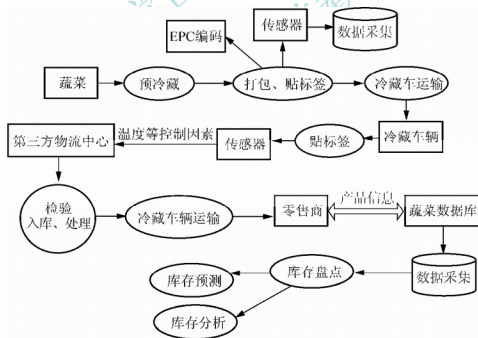 传感器
数据采集
EPC编码
蔬菜
预冷藏
打包、贴标签
冷藏车运输
第三方物流中心
温度等控制因素
传感器
贴标签
冷藏车辆
检验
入库、处理
冷藏车辆运输
零售商
产品信息
蔬菜数据库
库存预测
库存盘点
数据采集
库存分析